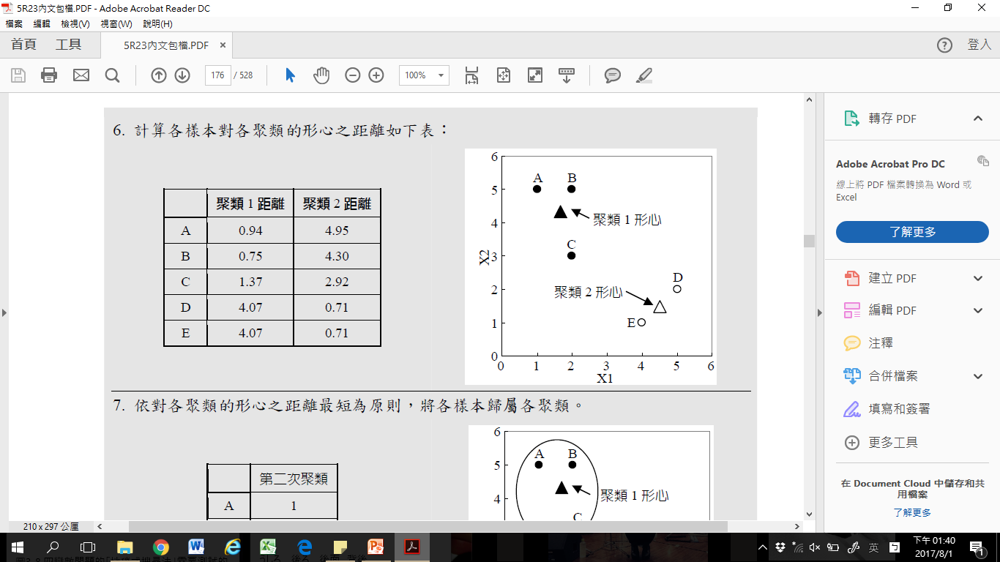 5R23內文包檔.PDF - Adobe Acrobat Reader DC
檔案 編輯 檢視(V) 視窗(W) 說明(H)
首頁 工具 5R23內文包檔.PDF × 登入
176 / 528 100%
6. 計算各樣本對各聚類的形心之距離如下表：
聚類 1 距離 聚類 2 距離
A 0.94 4.95
B 0.75 4.30
C 1.37 2.92
D 4.07 0.71
E 4.07 0.71
6
5
4
3
2
1
0
X2
A B
聚類 1 形心
C
D
聚類 2 形心
E
0 1 2 3 4 5 6
X1
7. 依對各聚類的形心之距離最短為原則，將各樣本歸屬各聚類。
第二次聚類
A 1
6
5
4
A B
聚類 1 形心
C
210 x 297 公厘
轉存 PDF
Adobe Acrobat Pro DC
線上將 PDF 檔案轉換為 Word 或
Excel
了解更多
建立 PDF
編輯 PDF
注釋
合併檔案
填寫和簽署
更多工具
在 Document Cloud 中儲存和共
用檔案
了解更多
英
下午 01:40
2017/8/1
1